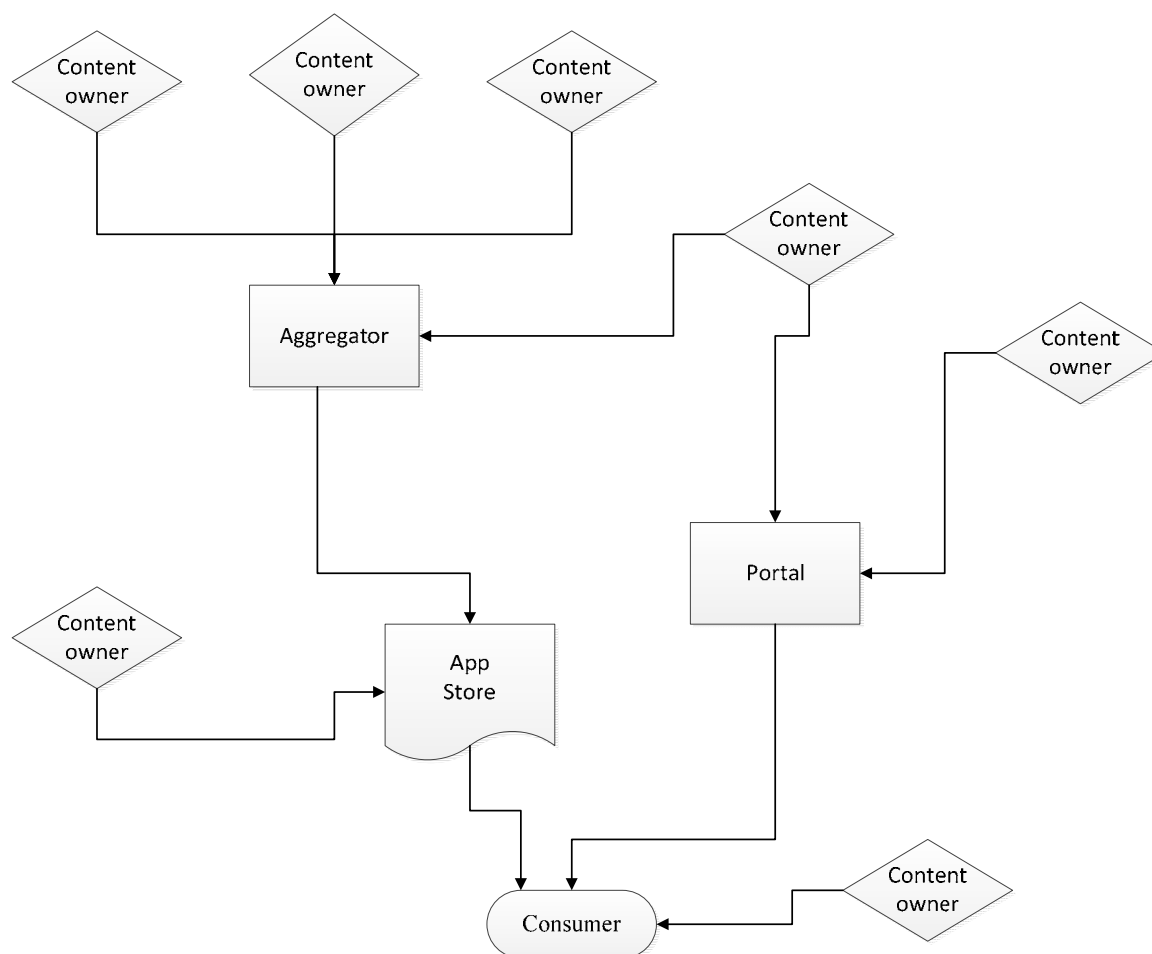 Content
owner
Content
owner
Content
owner
Content
owner
Aggregator
Content
owner
Portal
Content
owner
App
Store
Content
owner
Consumer